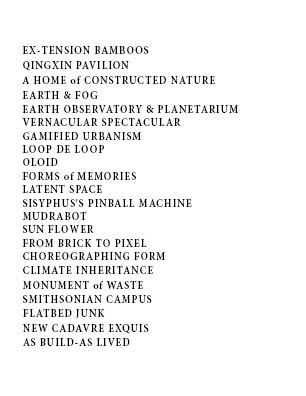 EX-TENSION BAMBOOS
QINGXIN PAVILION
A HOME of CONSTRUCTED NATURE
EARTH & FOG
EARTH OBSERVATORY & PLANETARIUM
VERNACULAR SPECTACULAR
GAMIFIED URBANISM
LOOP DE LOOP
OLOID
FORMS of MEMORIES
LATENT SPACE
SISYPHUS'S PINBALL MACHINE
MUDRABOT
SUN FLOWER
FROM BRICK TO PIXEL
CHOREOGRAPHING FORM
CLIMATE INHERITANCE
MONUMENT of WASTE
SMITHSONIAN CAMPUS
FLATBED JUNK
NEW CADAVRE EXQUIS
AS BUILD-AS LIVED